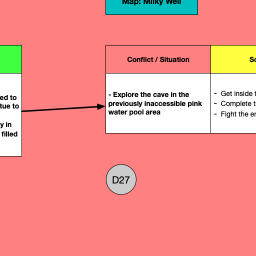 Map: Milky Well
Conflict / Situation
ed to
tue to
y in
filled
- Explore the cave in the
previously inaccessible pink
water pool area
- Get inside
- Complete
- Fight the
D27